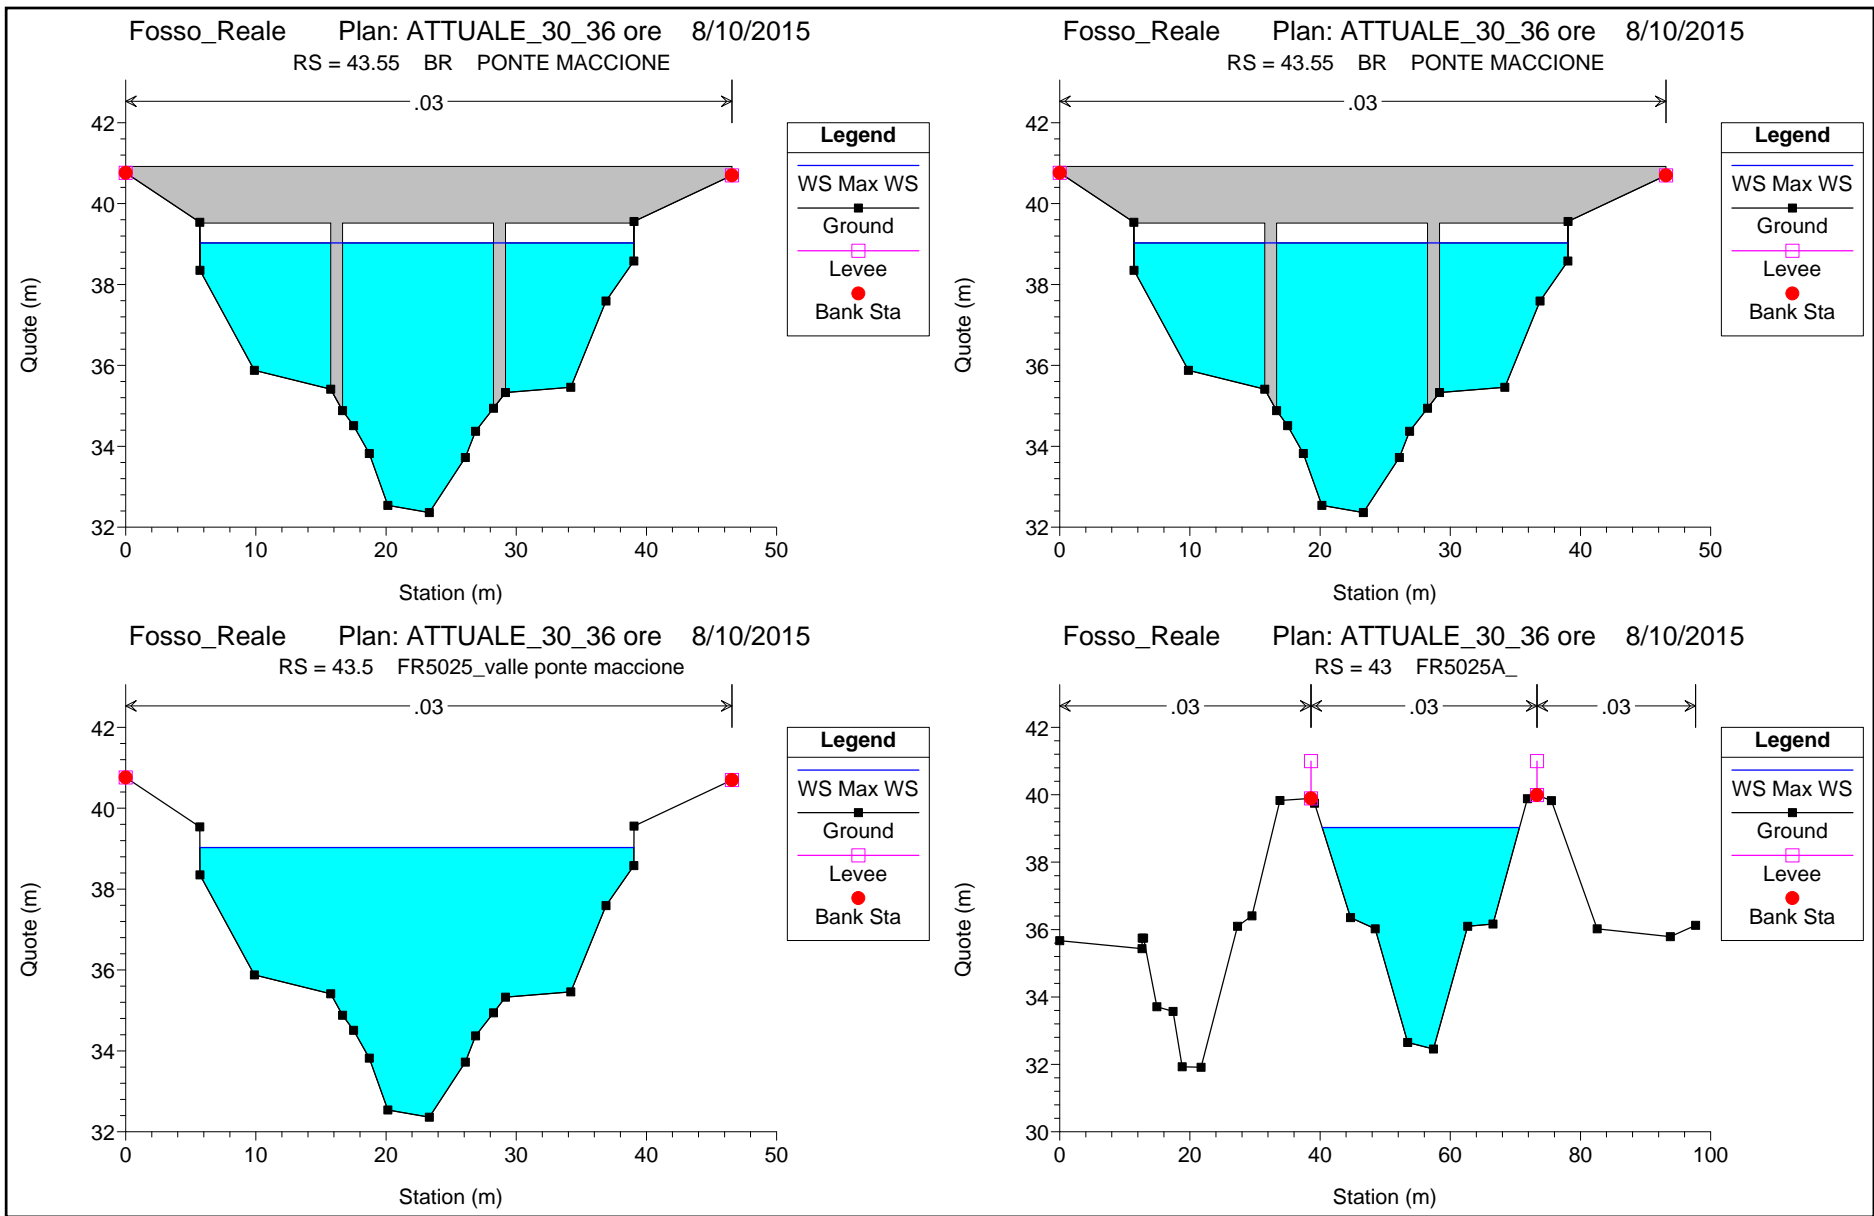 Fosso_Reale Plan: ATTUALE_30_36 ore 8/10/2015
RS = 43.55 BR PONTE MACCIONE
.03
42
40
38
36
34
32
0 10 20 30 40 50
Quote (m)
Station (m)
Legend
WS Max WS
Ground
Levee
Bank Sta
Fosso_Reale Plan: ATTUALE_30_36 ore 8/10/2015
RS = 43.55 BR PONTE MACCIONE
.03
42
40
38
36
34
32
0 10 20 30 40 50
Quote (m)
Station (m)
Legend
WS Max WS
Ground
Levee
Bank Sta
Fosso_Reale Plan: ATTUALE_30_36 ore 8/10/2015
RS = 43.5 FR5025_valle ponte maccione
.03
42
40
38
36
34
32
0 10 20 30 40 50
Quote (m)
Station (m)
Legend
WS Max WS
Ground
Levee
Bank Sta
Fosso_Reale Plan: ATTUALE_30_36 ore 8/10/2015
RS = 43 FR5025A_
.03 .03 .03
42
40
38
36
34
32
30
0 20 40 60 80 100
Quote (m)
Station (m)
Legend
WS Max WS
Ground
Levee
Bank Sta